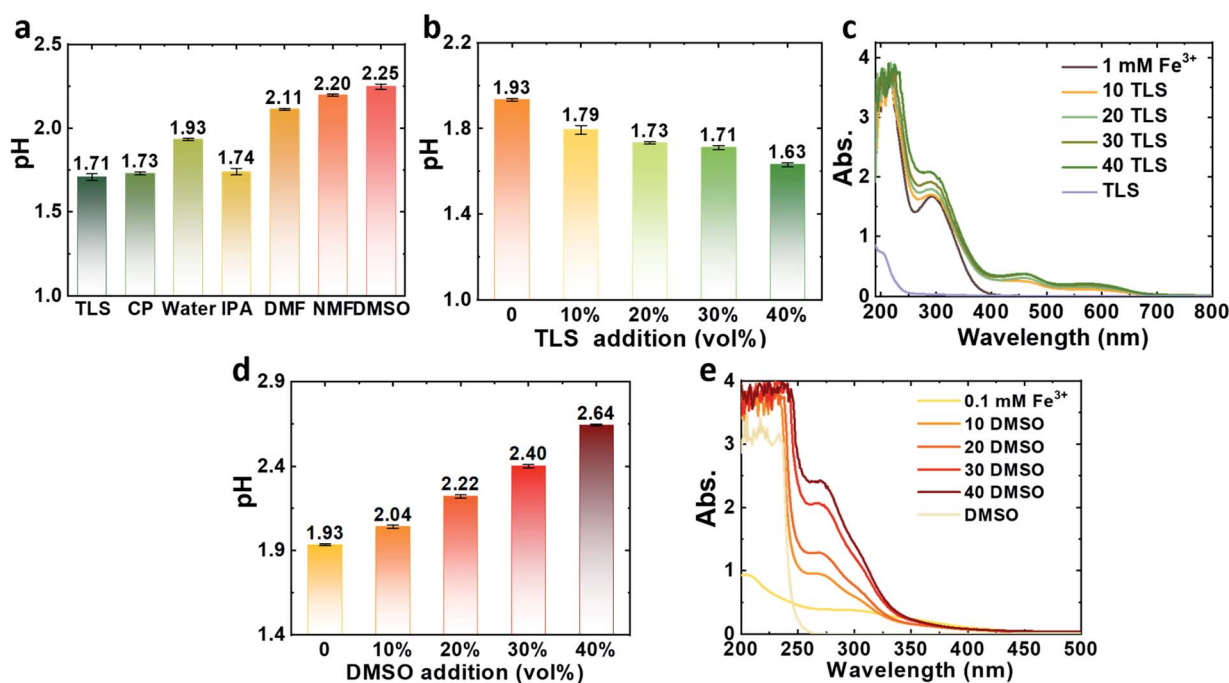 a
2.5
2.0
1.5
1.0
pH
1.71
1.73
1.93
1.74
2.11
2.20
2.25
TLS CP Water IPA DMF NMF DMSO
b
2.2
1.8
1.4
1.0
pH
1.93
1.79
1.73
1.71
1.63
0 10% 20% 30% 40%
TLS addition (vol%)
c
4
3
2
1
0
Abs.
1 mM Fe³⁺
10 TLS
20 TLS
30 TLS
40 TLS
TLS
200 300 400 500 600 700 800
Wavelength (nm)
d
2.9
2.4
1.9
1.4
pH
1.93
2.04
2.22
2.40
2.64
0 10% 20% 30% 40%
DMSO addition (vol%)
e
4
3
2
1
0
Abs.
0.1 mM Fe³⁺
10 DMSO
20 DMSO
30 DMSO
40 DMSO
DMSO
200 250 300 350 400 450 500
Wavelength (nm)